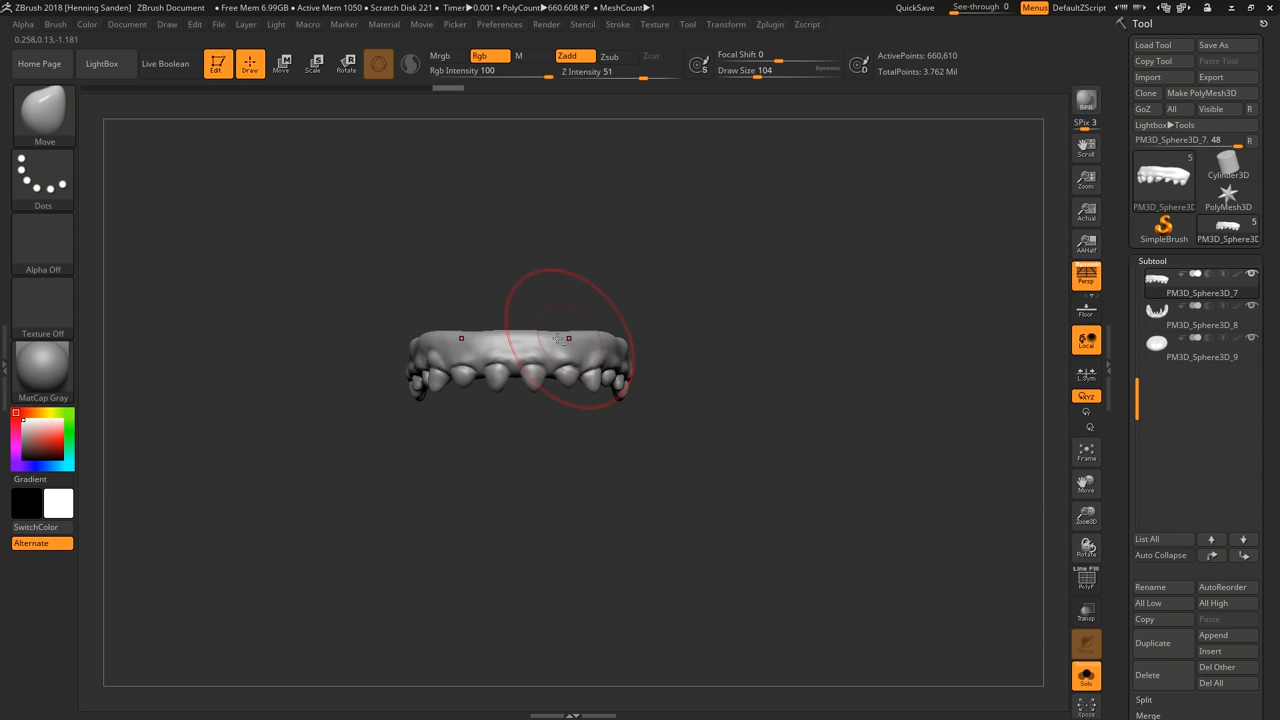 ZBrush 2018 [Henning Sanden] ZBrush Document • Free Mem 6.99GB • Active Mem 1050 • Scratch Disk 221 • Timer▶0.001 • PolyCount▶660.608 KP • MeshCount▶1 QuickSave See-through 0 Menus DefaultZScript
Alpha Brush Color Document Draw Edit File Layer Light Macro Marker Material Movie Picker Preferences Render Stencil Stroke Texture Tool Transform Zplugin Zscript
0.258,0.13,-1.181
Home Page LightBox Live Boolean Edit Draw Move Scale Rotate
Mrgb Rgb M Zadd Zsub Zcut
Rgb Intensity 100 Z Intensity 51
Focal Shift 0
Draw Size 104 Dynamic
ActivePoints: 660,610
TotalPoints: 3.762 Mil
Move
Dots
Alpha Off
Texture Off
MatCap Gray
Gradient
SwitchColor
Alternate
BPR
SPix 3
Scroll
Zoom
Actual
AAHalf
Dynamic
Persp
Floor
Local
L.Sym
XYZ
Frame
Move
Zoom3D
Rotate
Line Fill
PolyF
Transp
Solo
Xpose
Tool
Load Tool Save As
Copy Tool Paste Tool
Import Export
Clone Make PolyMesh3D
GoZ All Visible R
Lightbox▶Tools
PM3D_Sphere3D_7. 48 R
5
PM3D_Sphere3D
Cylinder3D
PolyMesh3D
SimpleBrush
5
PM3D_Sphere3D
Subtool
PM3D_Sphere3D_7
PM3D_Sphere3D_8
PM3D_Sphere3D_9
List All
Auto Collapse
Rename AutoReorder
All Low All High
Copy Paste
Duplicate Append
Insert
Delete Del Other
Del All
Split
Merge